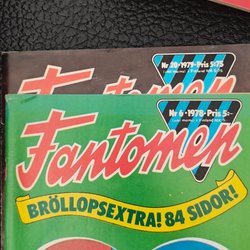 Nr 20 · 1979 · Pris 5:75
Fantomen
Nr 6 · 1978 · Pris 5:-
Fantomen
BRÖLLOPSEXTRA! 84 SIDOR!